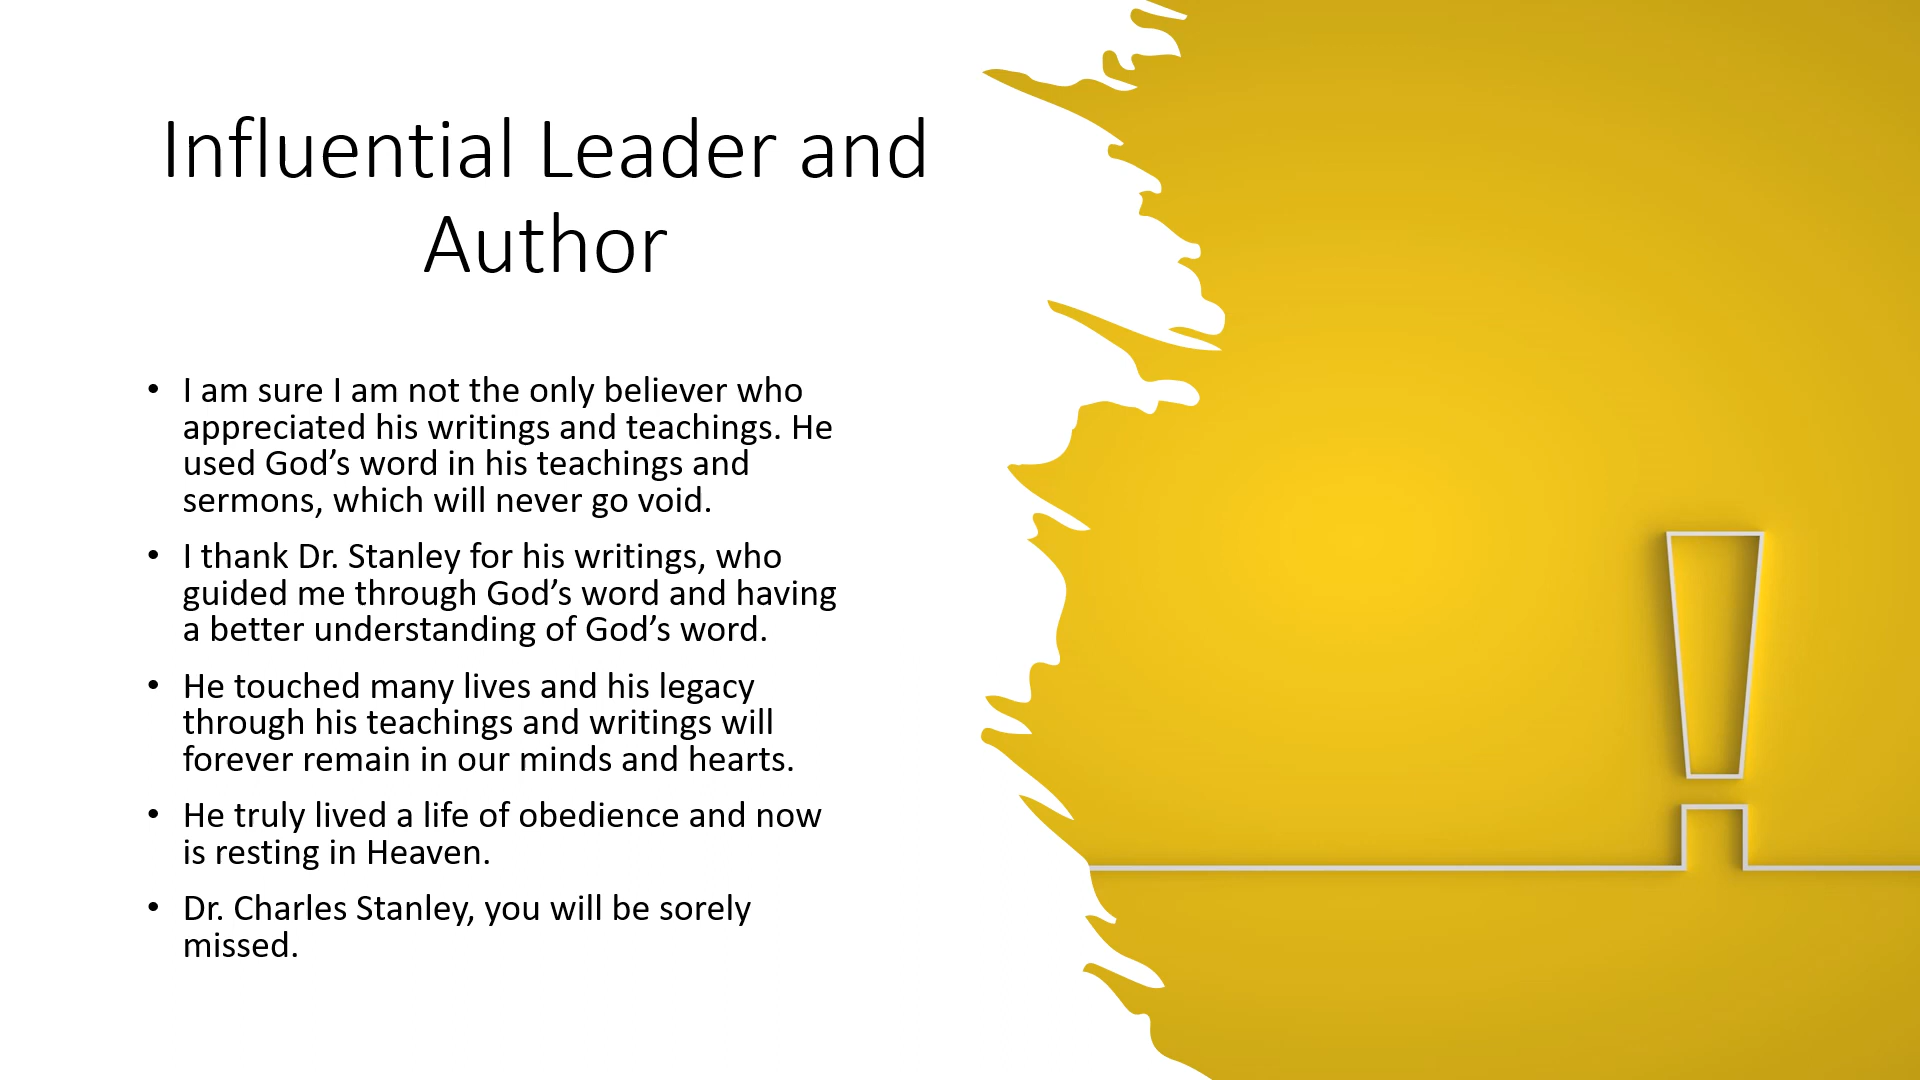 Influential Leader and
Author
• I am sure I am not the only believer who
appreciated his writings and teachings. He
used God’s word in his teachings and
sermons, which will never go void.
• I thank Dr. Stanley for his writings, who
guided me through God’s word and having
a better understanding of God’s word.
• He touched many lives and his legacy
through his teachings and writings will
forever remain in our minds and hearts.
• He truly lived a life of obedience and now
is resting in Heaven.
• Dr. Charles Stanley, you will be sorely
missed.